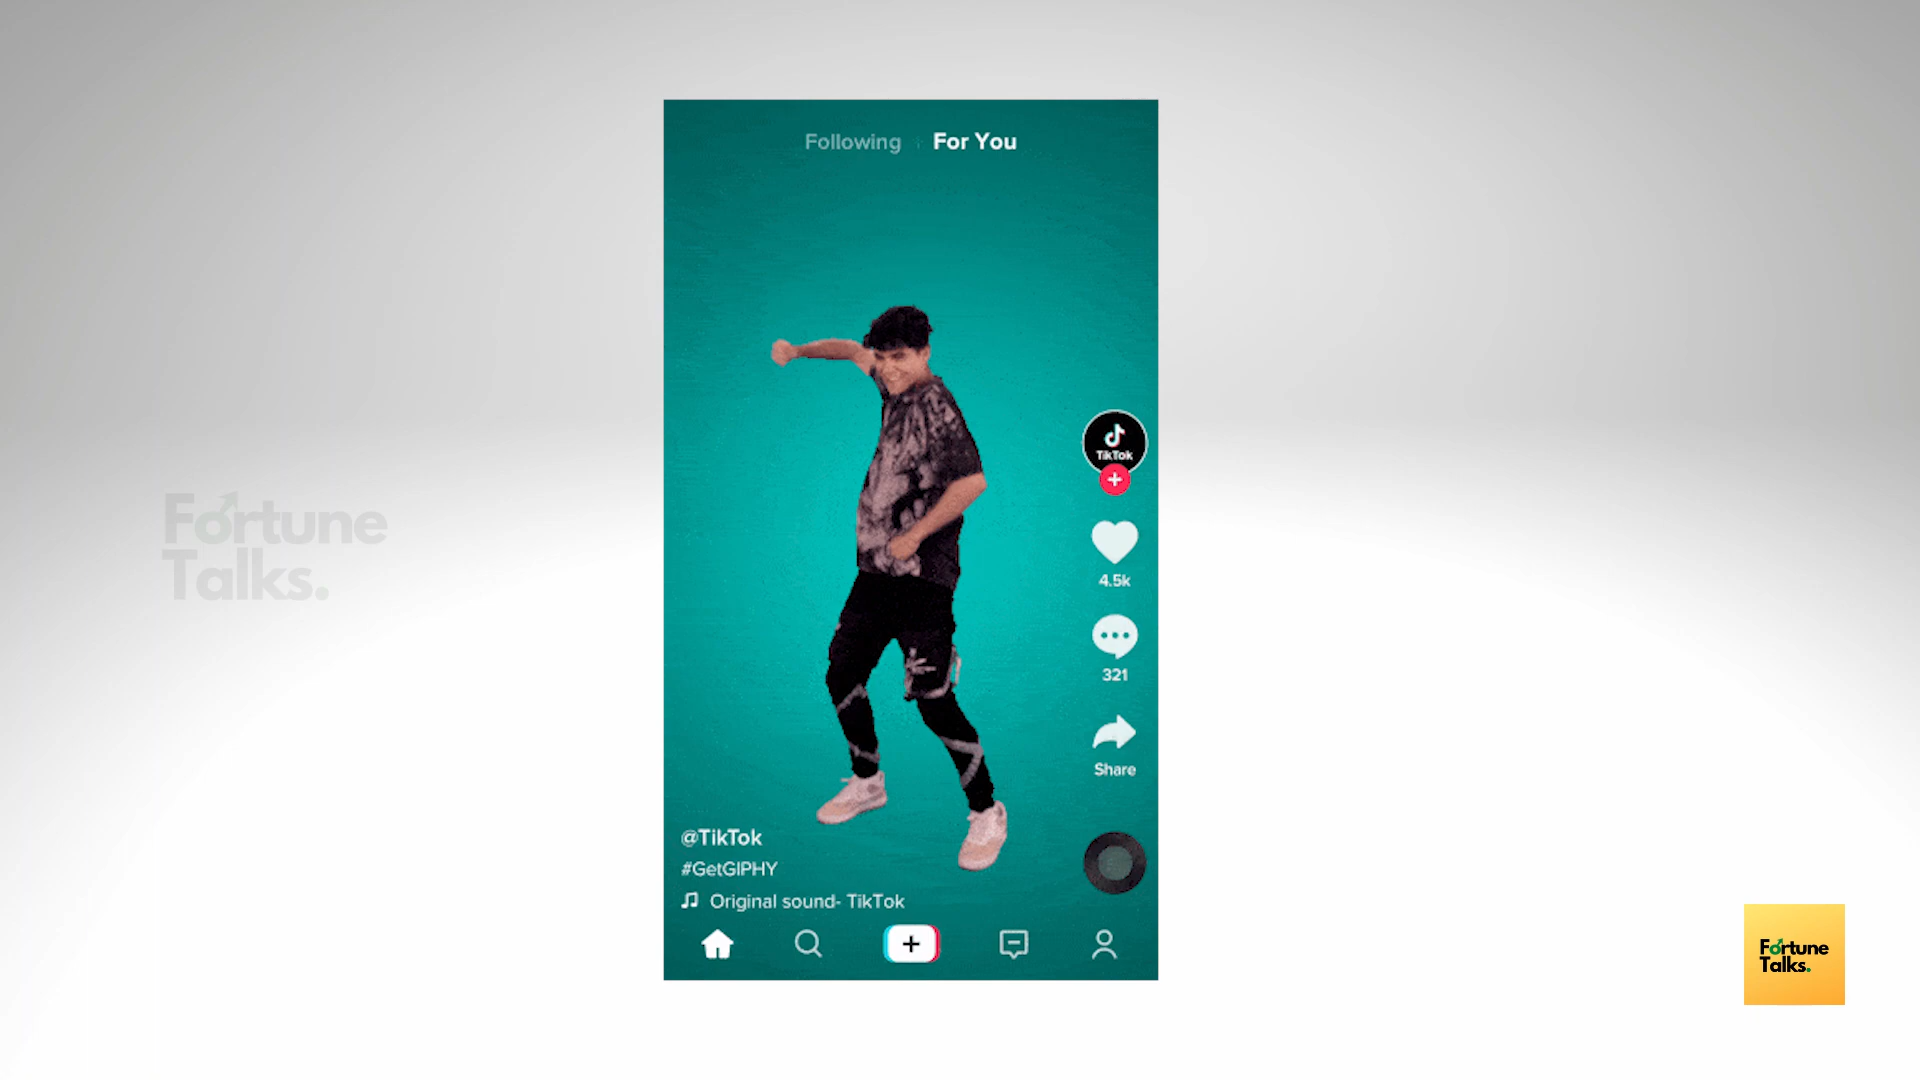 Following
For You
Fortune
Talks.
TikTok
4.5k
321
Share
@TikTok
#GetGIPHY
Original sound- TikTok
Fortune
Talks.